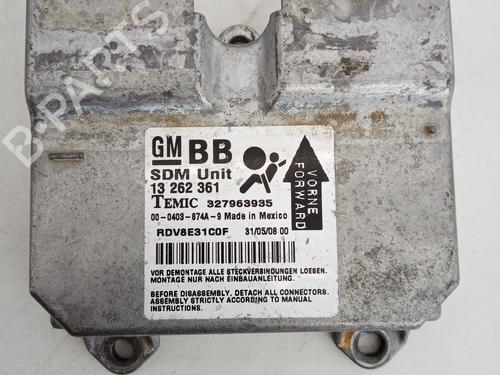 B-PARTS
GM BB
SDM Unit
13 262 361
TEMIC 327963935
00-0403-874A-9 Made in Mexico
RDV8E31C0F 31/05/08 00
VORNE
FORWARD
VOR DEMONTAGE ALLE STECKVERBINDUNGEN LOESEN.
MONTAGE NUR NACH EINBAUANLEITUNG.
BEFORE DISASSEMBLY, DETACH ALL CONNECTORS.
ASSEMBLY STRICTLY ACCORDING TO MANUAL
INSTRUCTIONS.